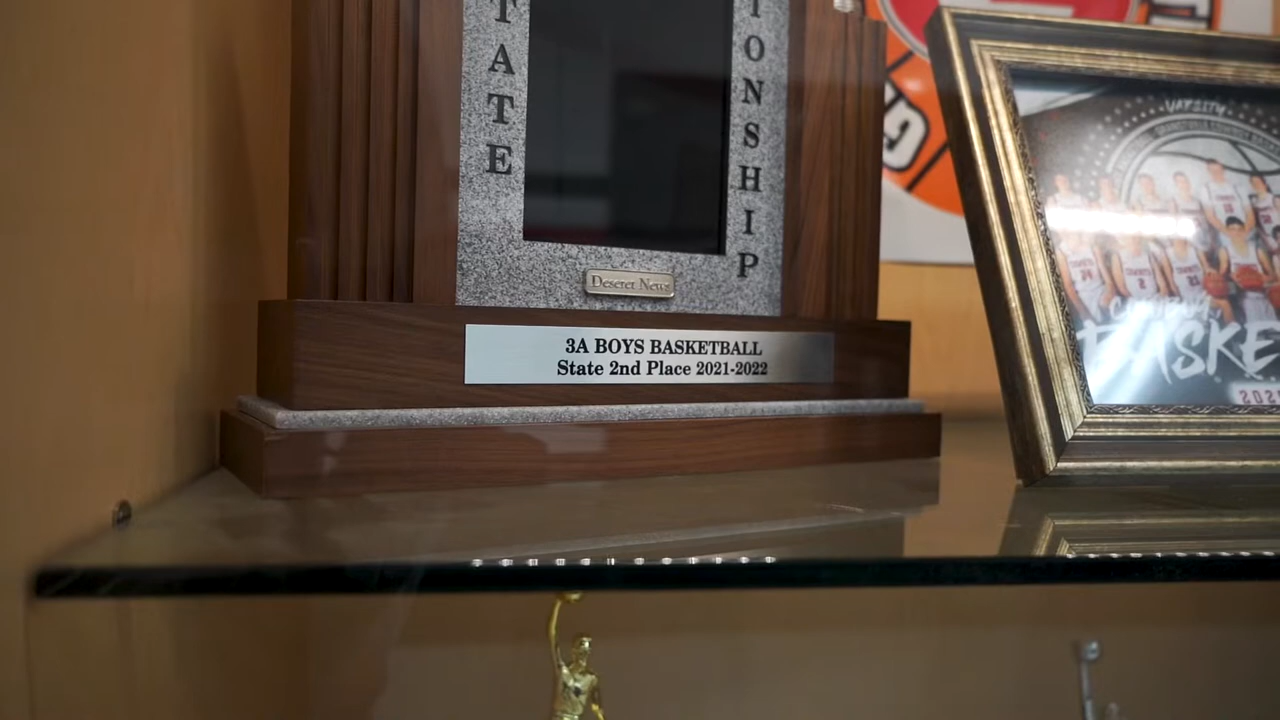 TATE
IONSHIP
Deseret News
3A BOYS BASKETBALL
State 2nd Place 2021-2022
VARSITY
BASKE
202